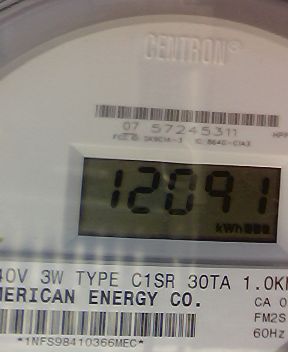 CENTRON®
07 57245311
12091
kWh
40V 3W TYPE C1SR 30TA 1.0K
MERICAN ENERGY CO.
CA 0
FM2S
60Hz
*1NFS98410366MEC*